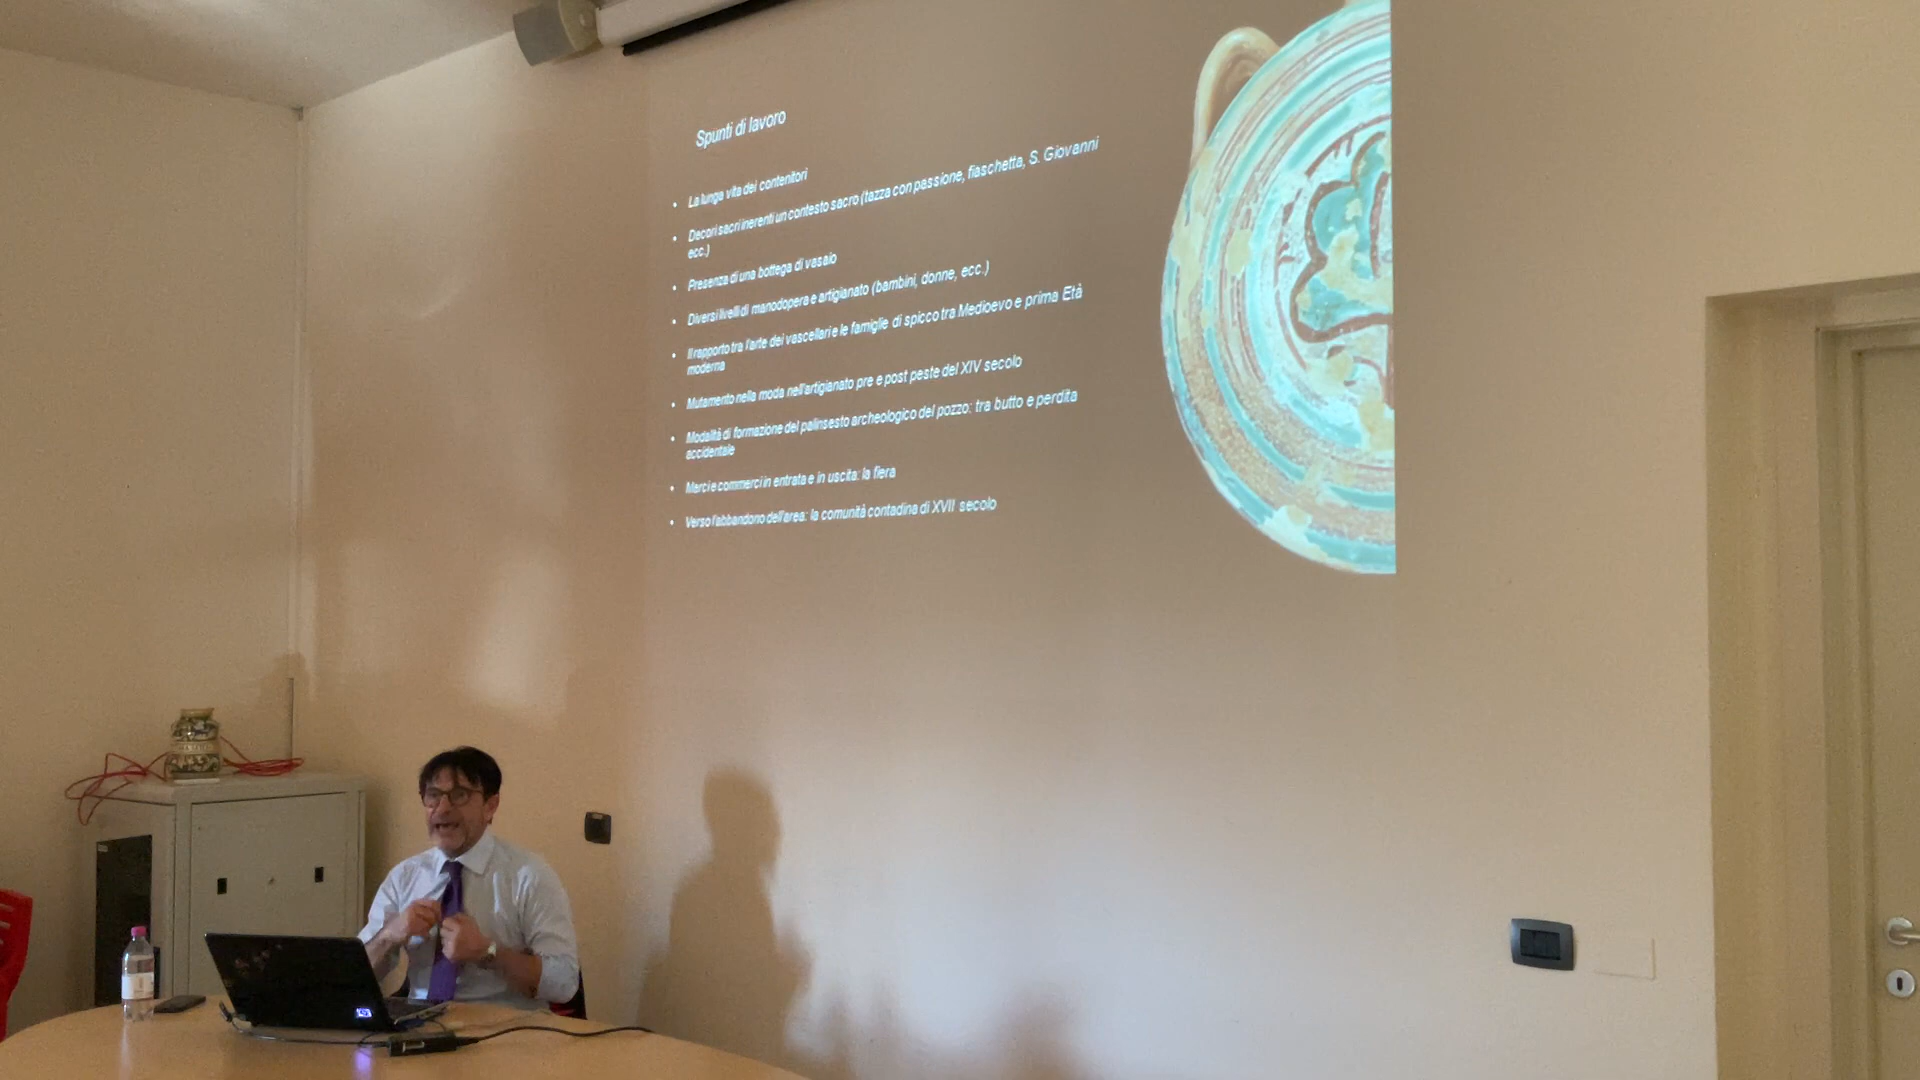 Spunti di lavoro
La lunga vita dei contenitori
Decori sacri inerenti un contesto sacro (tazza con passione, fiaschetta, S. Giovanni
ecc.)
Presenza di una bottega di vasaio
Diversi livelli di manodopera e artigianato (bambini, donne, ecc.)
Il rapporto tra l'arte dei vascellari e le famiglie di spicco tra Medioevo e prima Età
moderna
Mutamento nella moda nell'artigianato pre e post peste del XIV secolo
Modalità di formazione del palinsesto archeologico del pozzo: tra butto e perdita
accidentale
Merci e commerci in entrata e in uscita: la fiera
Verso l'abbandono dell'area: la comunità contadina di XVII secolo